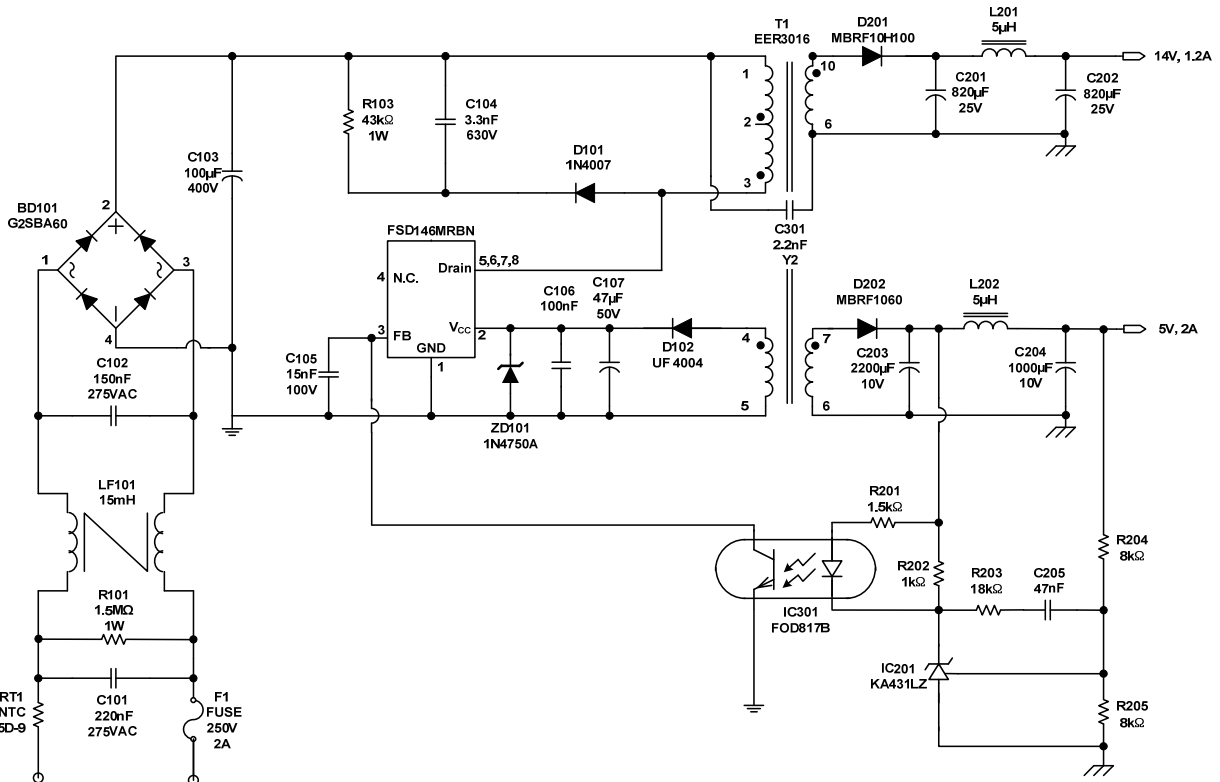 T1
EER3016
D201
MBRF10H100
L201
5µH
14V, 1.2A
C201
820µF
25V
C202
820µF
25V
10
6
1
2
3
R103
43kΩ
1W
C104
3.3nF
630V
D101
1N4007
C103
100µF
400V
BD101
G2SBA60
2
+
1
3
4
C301
2.2nF
Y2
FSD146MRBN
Drain
5,6,7,8
4
N.C.
3
FB
VCC
2
GND
1
C106
100nF
C107
47µF
50V
D102
UF 4004
4
5
7
6
D202
MBRF1060
L202
5µH
5V, 2A
C203
2200µF
10V
C204
1000µF
10V
C105
15nF
100V
ZD101
1N4750A
C102
150nF
275VAC
LF101
15mH
R101
1.5MΩ
1W
C101
220nF
275VAC
RT1
NTC
5D-9
F1
FUSE
250V
2A
R201
1.5kΩ
R202
1kΩ
R203
18kΩ
C205
47nF
R204
8kΩ
IC301
FOD817B
IC201
KA431LZ
R205
8kΩ